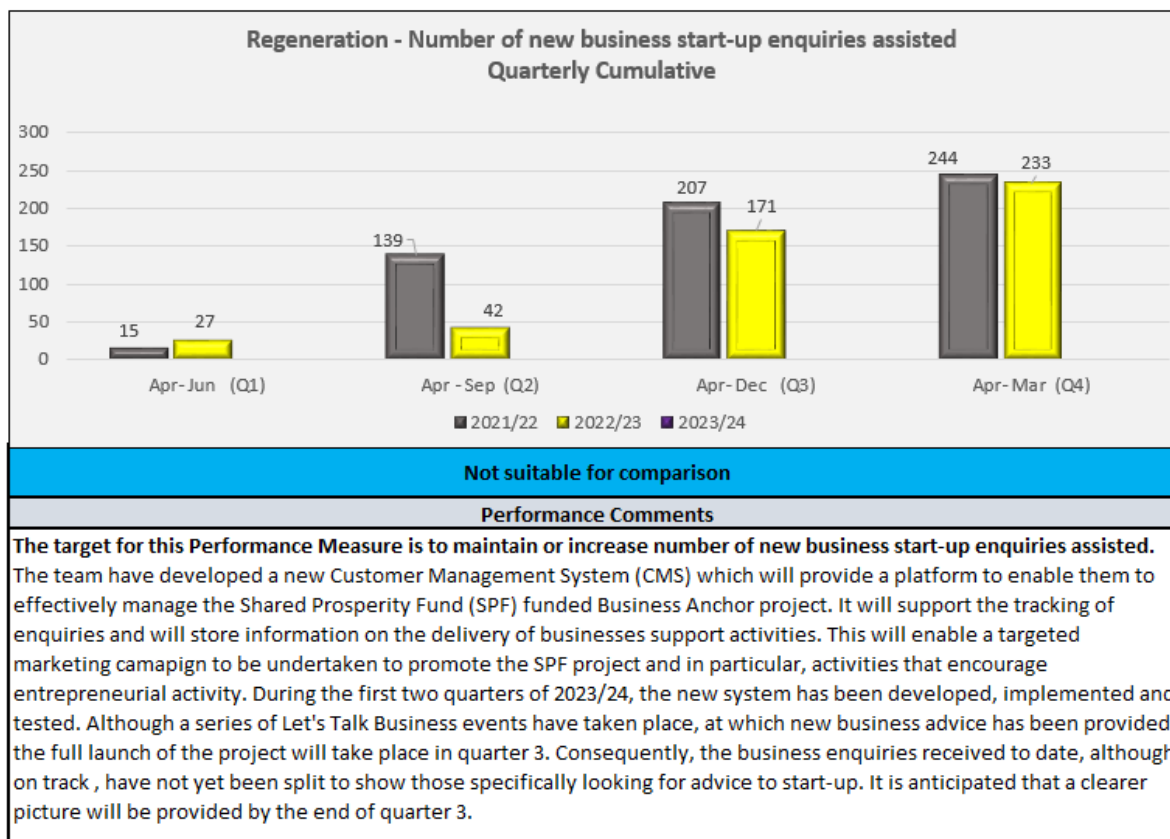 Regeneration - Number of new business start-up enquiries assisted
Quarterly Cumulative
300
250
200
150
100
50
0
15
27
139
42
207
171
244
233
Apr-Jun (Q1)
Apr -Sep (Q2)
Apr-Dec (Q3)
Apr-Mar (Q4)
2021/22 2022/23 2023/24
Not suitable for comparison
Performance Comments
The target for this Performance Measure is to maintain or increase number of new business start-up enquiries assisted.
The team have developed a new Customer Management System (CMS) which will provide a platform to enable them to
effectively manage the Shared Prosperity Fund (SPF) funded Business Anchor project. It will support the tracking of
enquiries and will store information on the delivery of businesses support activities. This will enable a targeted
marketing camapign to be undertaken to promote the SPF project and in particular, activities that encourage
entrepreneurial activity. During the first two quarters of 2023/24, the new system has been developed, implemented and
tested. Although a series of Let's Talk Business events have taken place, at which new business advice has been provided
the full launch of the project will take place in quarter 3. Consequently, the business enquiries received to date, although
on track , have not yet been split to show those specifically looking for advice to start-up. It is anticipated that a clearer
picture will be provided by the end of quarter 3.